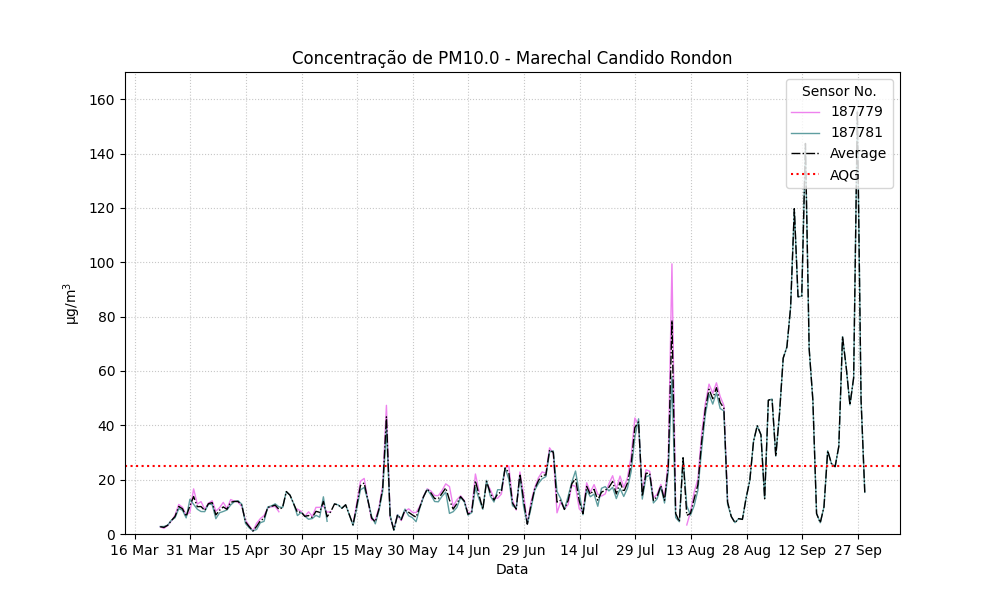 Concentração de PM10.0 - Marechal Candido Rondon
Sensor No.
187779
187781
Average
AQG
µg/m³
160
140
120
100
80
60
40
20
0
16 Mar 31 Mar 15 Apr 30 Apr 15 May 30 May 14 Jun 29 Jun 14 Jul 29 Jul 13 Aug 28 Aug 12 Sep 27 Sep
Data